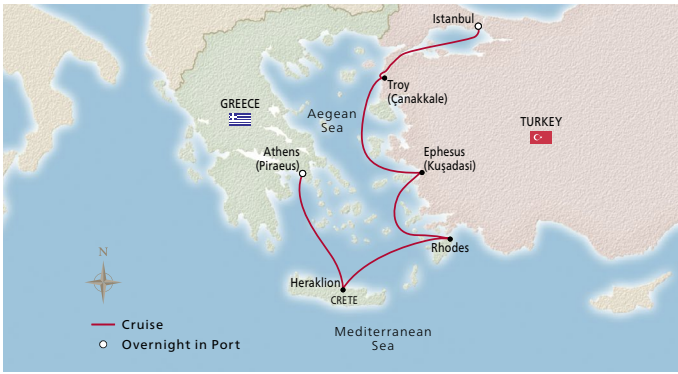 Istanbul
Troy
(Çanakkale)
GREECE
Aegean
Sea
TURKEY
Athens
(Piraeus)
Ephesus
(Kuşadasi)
Rhodes
N
Heraklion
CRETE
Cruise
Overnight in Port
Mediterranean
Sea